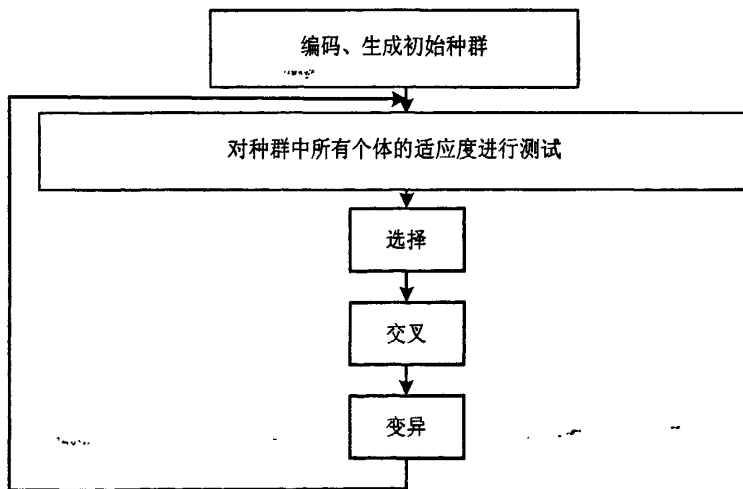 编码、生成初始种群
对种群中所有个体的适应度进行测试
选择
交叉
变异